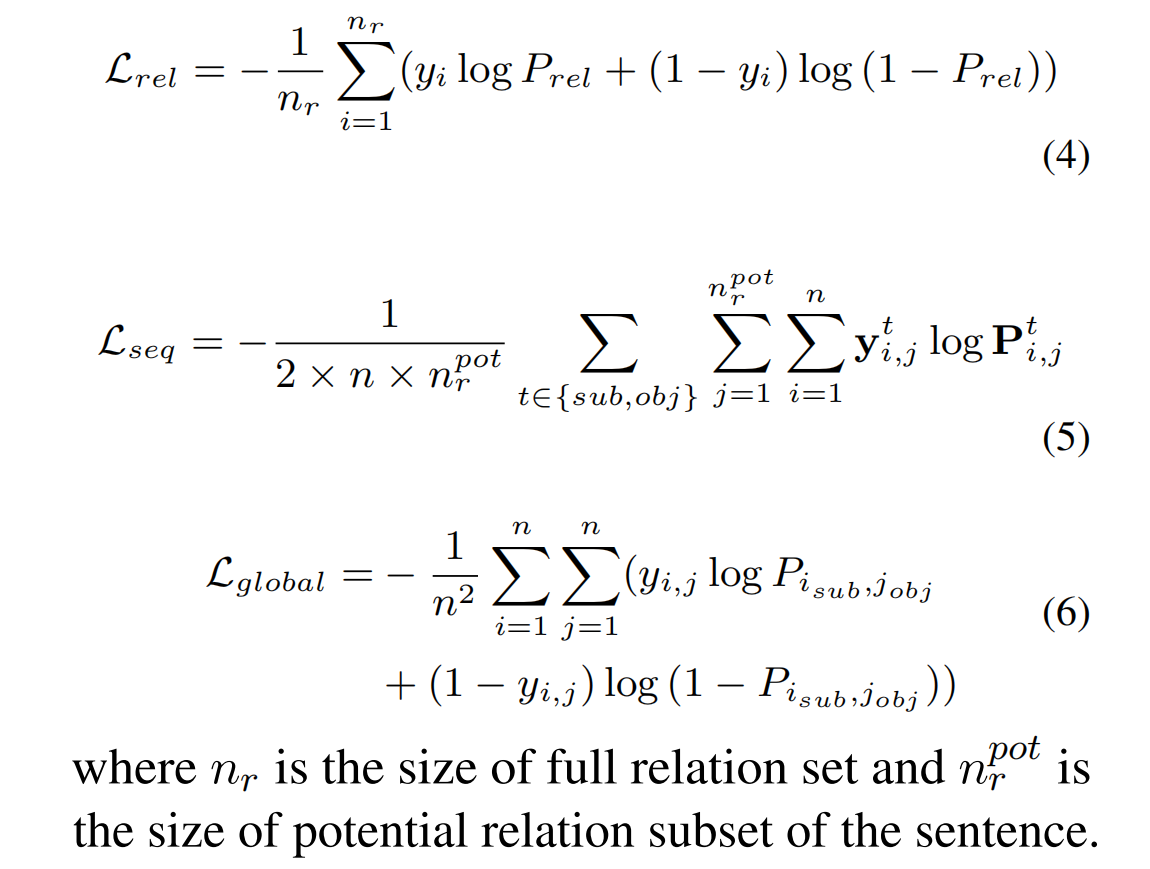 $\mathcal{L}_{rel} = -\frac{1}{n_r} \sum_{i=1}^{n_r} (y_i \log P_{rel} + (1 - y_i) \log (1 - P_{rel}))$
(4)
$\mathcal{L}_{seq} = -\frac{1}{2 \times n \times n_r^{pot}} \sum_{t \in \{sub,obj\}} \sum_{j=1}^{n_r^{pot}} \sum_{i=1}^{n} \mathbf{y}_{i,j}^{t} \log \mathbf{P}_{i,j}^{t}$
(5)
$\mathcal{L}_{global} = - \frac{1}{n^2} \sum_{i=1}^{n} \sum_{j=1}^{n} (y_{i,j} \log P_{i_{sub},j_{obj}}$
(6)
$+ (1 - y_{i,j}) \log (1 - P_{i_{sub},j_{obj}}))$
where $n_r$ is the size of full relation set and $n_r^{pot}$ is
the size of potential relation subset of the sentence.